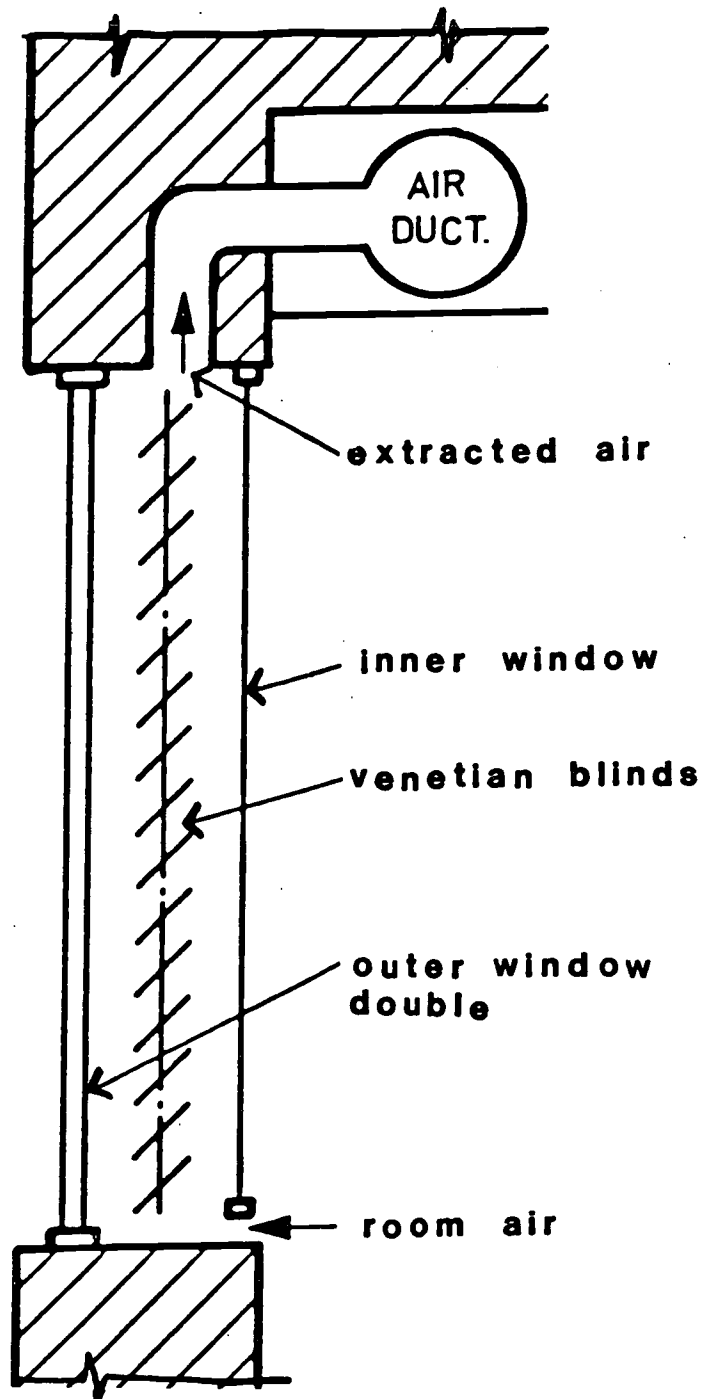 AIR
DUCT.
extracted air
inner window
venetian blinds
outer window
double
room air